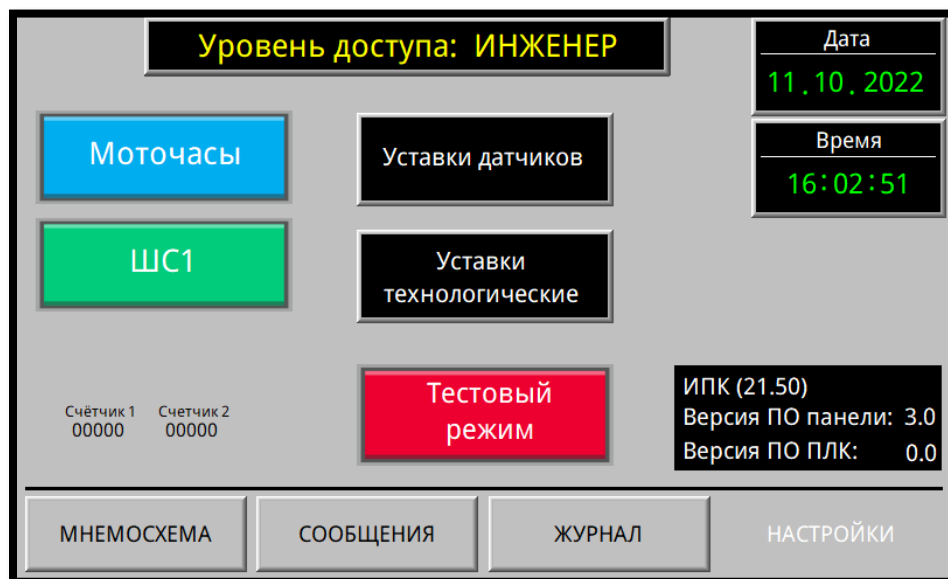 Уровень доступа: ИНЖЕНЕР
Дата
11.10.2022
Время
16:02:51
Моточасы
Уставки датчиков
ШС1
Уставки
технологические
Тестовый
режим
Счётчик 1 Счетчик 2
00000 00000
ИПК (21.50)
Версия ПО панели: 3.0
Версия ПО ПЛК: 0.0
МНЕМОСХЕМА СООБЩЕНИЯ ЖУРНАЛ НАСТРОЙКИ